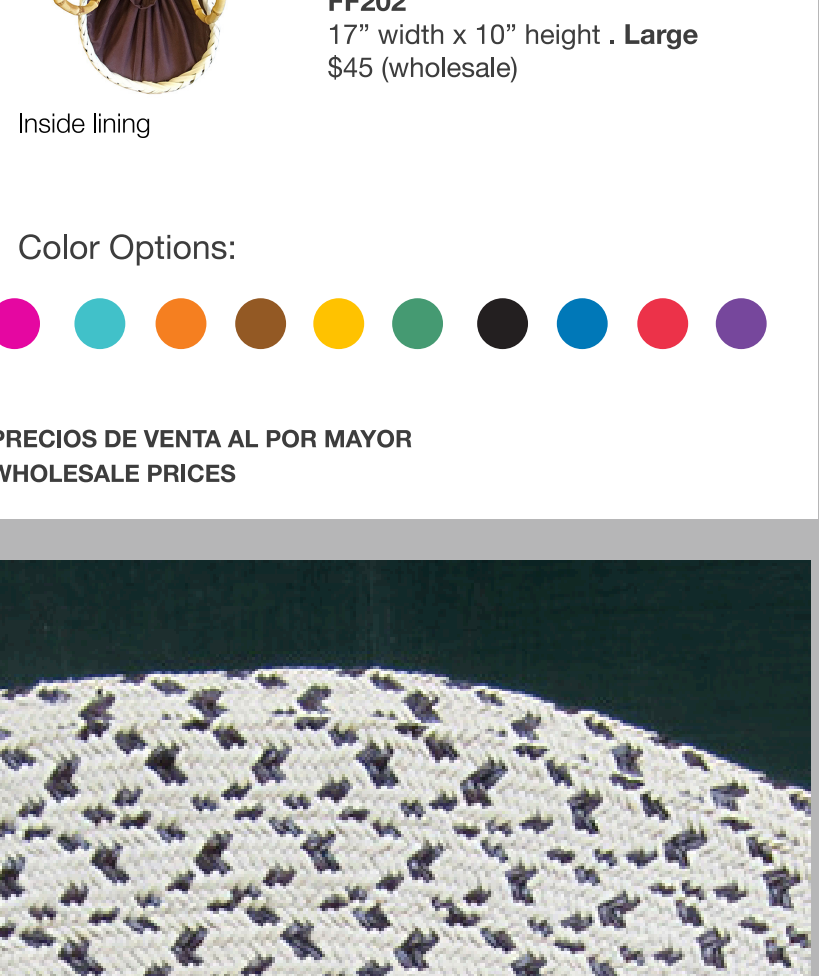 FF202
17” width x 10” height . Large
$45 (wholesale)
Inside lining
Color Options:
PRECIOS DE VENTA AL POR MAYOR
WHOLESALE PRICES